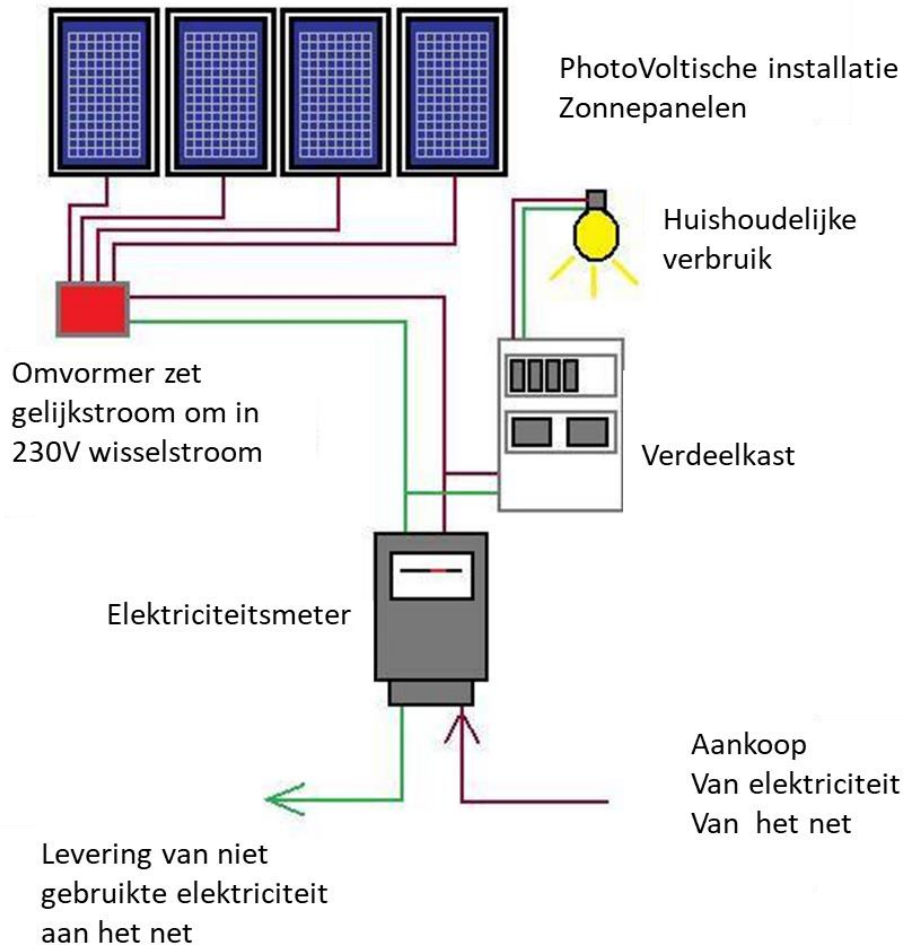 PhotoVoltische installatie
Zonnepanelen
Huishoudelijke
verbruik
Omvormer zet
gelijkstroom om in
230V wisselstroom
Verdeelkast
Elektriciteitsmeter
Aankoop
Van elektriciteit
Van het net
Levering van niet
gebruikte elektriciteit
aan het net